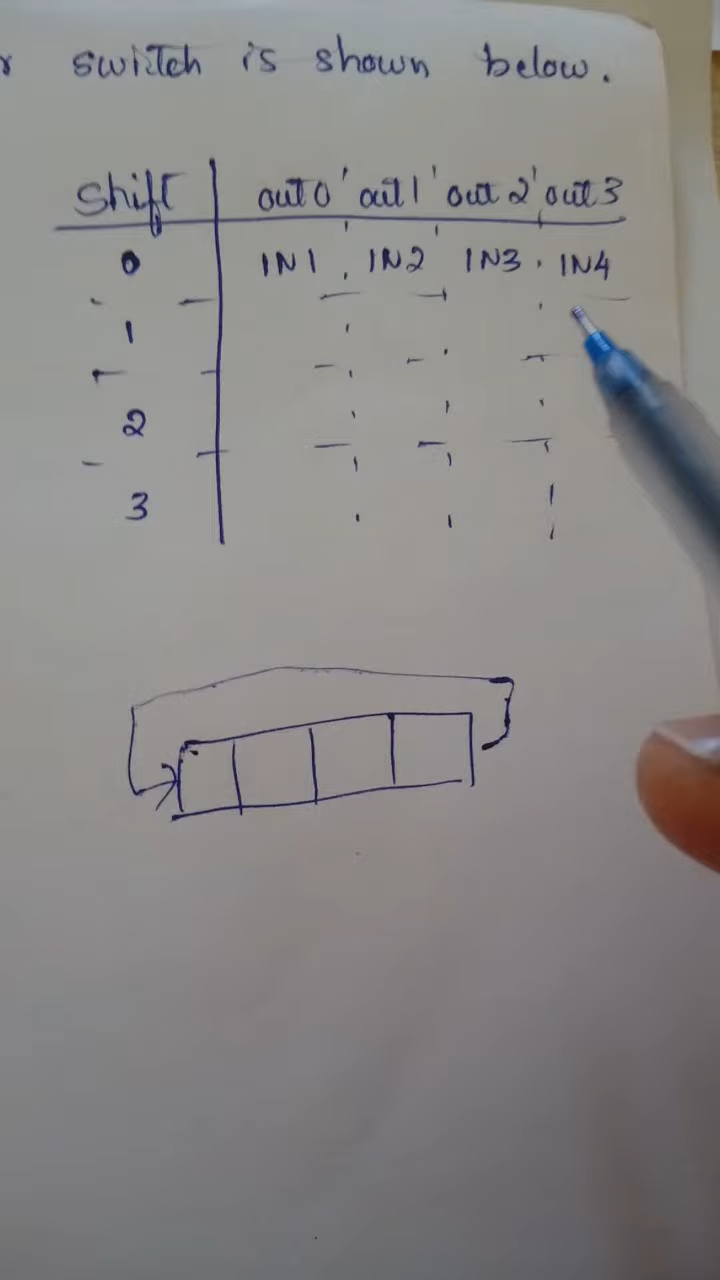 switch is shown below.
Shift out0 out1 out2 out3
0 IN1 IN2 IN3 IN4
1
2
3